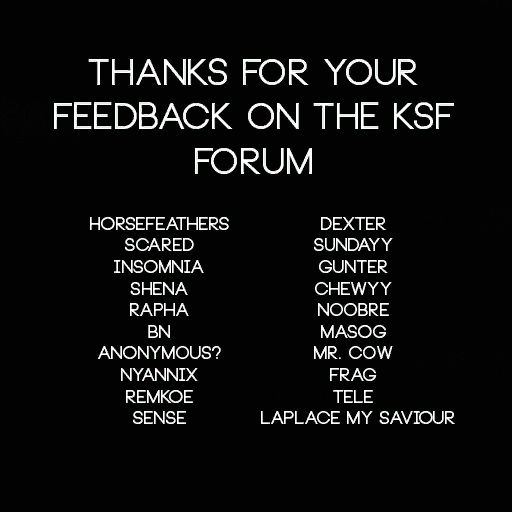 THANKS FOR YOUR
FEEDBACK ON THE KSF
FORUM
HORSEFEATHERS
SCARED
INSOMNIA
SHENA
RAPHA
BN
ANONYMOUS?
NYANNIX
REMKOE
SENSE
DEXTER
SUNDAYY
GUNTER
CHEWYY
NOOBRE
MASOG
MR. COW
FRAG
TELE
LAPLACE MY SAVIOUR